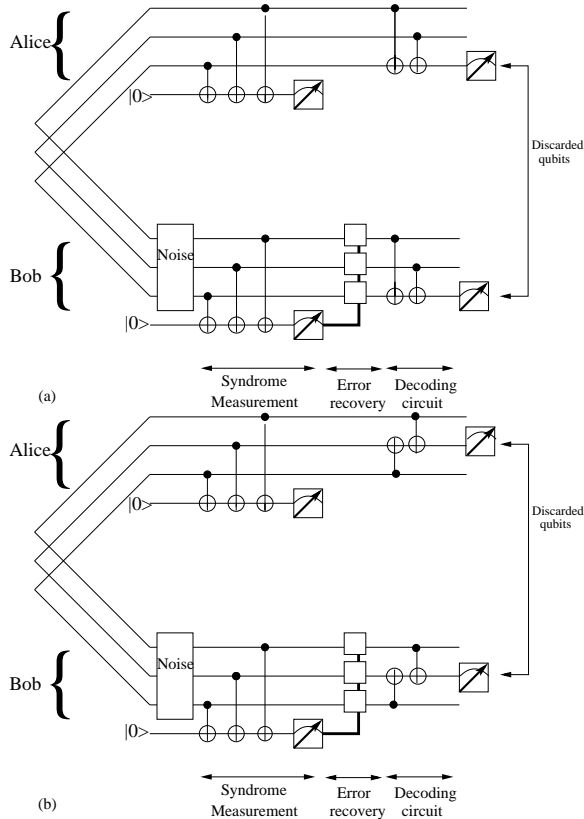 Alice
|0>
Discarded
qubits
Noise
Bob
|0>
Syndrome
Measurement
Error
recovery
Decoding
circuit
(a)
Alice
|0>
Discarded
qubits
Noise
Bob
|0>
Syndrome
Measurement
Error
recovery
Decoding
circuit
(b)